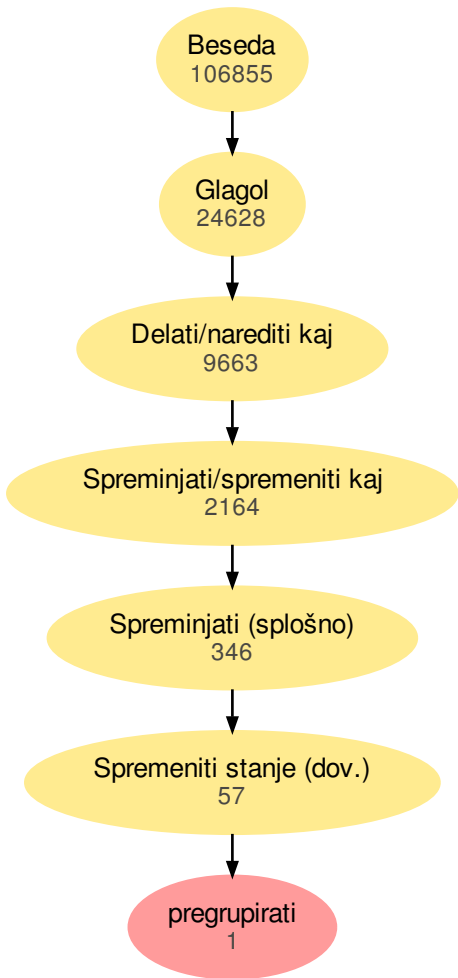 Beseda
106855
Glagol
24628
Delati/narediti kaj
9663
Spreminjati/spremeniti kaj
2164
Spreminjati (splošno)
346
Spremeniti stanje (dov.)
57
pregrupirati
1